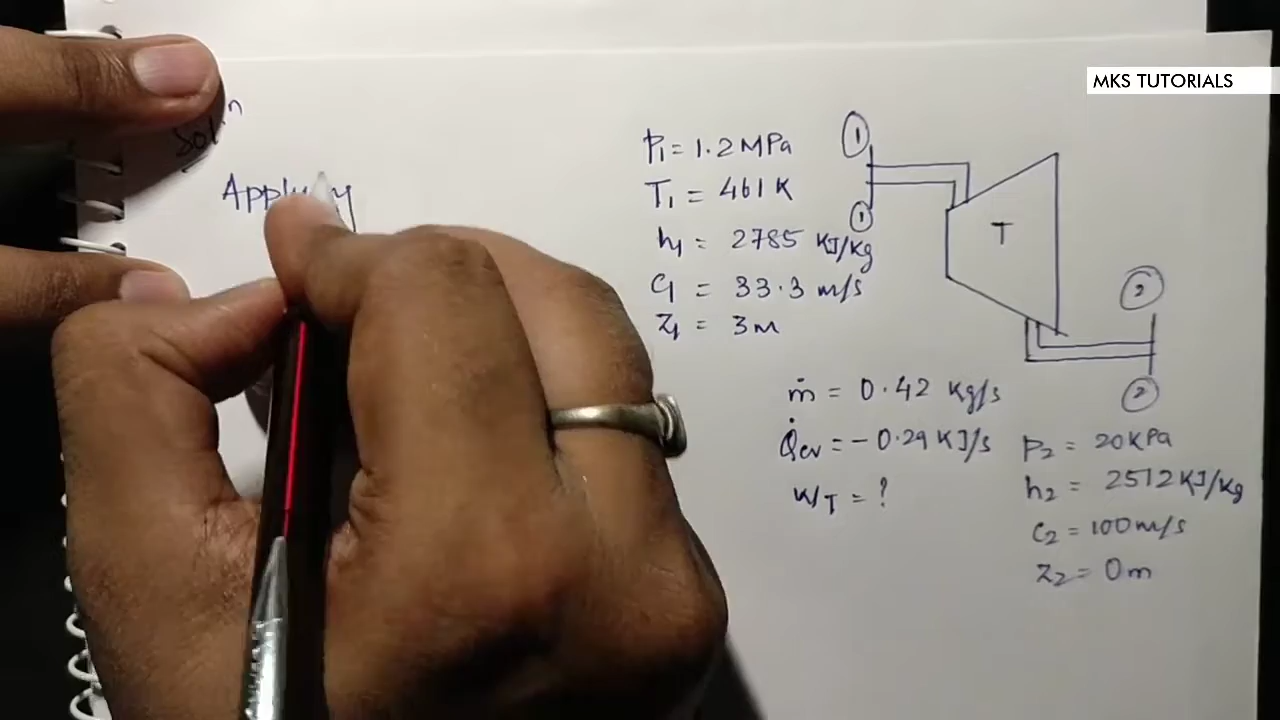 MKS TUTORIALS
Soln
Apply
P1 = 1.2 MPa
T1 = 461 K
h1 = 2785 KJ/Kg
C1 = 33.3 m/s
Z1 = 3 m
1
1
T
2
2
ṁ = 0.42 Kg/s
Q̇cv = - 0.29 KJ/s
WT = ?
P2 = 20 KPa
h2 = 2512 KJ/Kg
C2 = 100 m/s
Z2 = 0 m